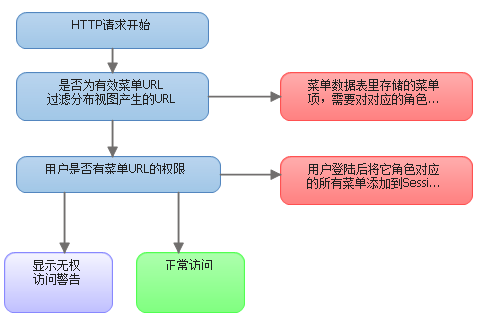 HTTP请求开始
是否为有效菜单URL
过滤分布视图产生的URL
菜单数据表里存储的菜单
项，需要对对应的角色...
用户是否有菜单URL的权限
用户登陆后将它角色对应
的所有菜单添加到Sessi...
显示无权
访问警告
正常访问